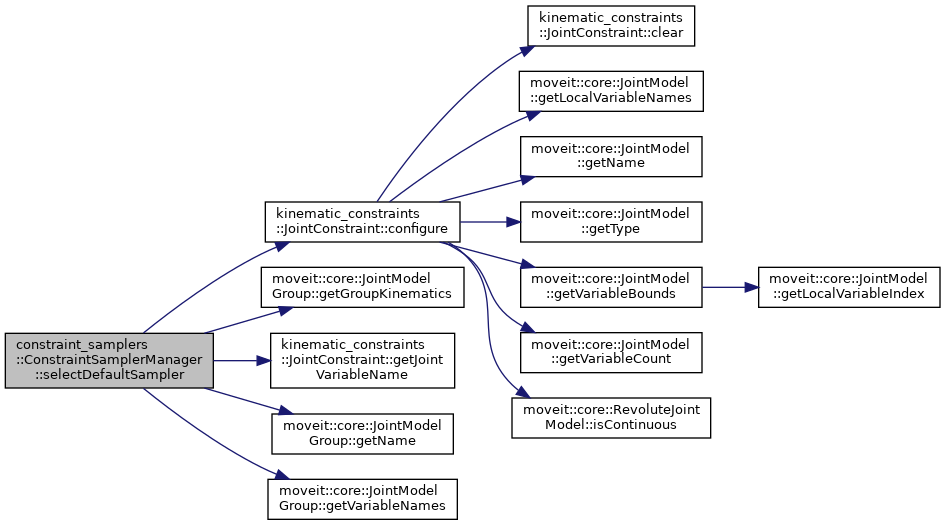 constraint_samplers
::ConstraintSamplerManager
::selectDefaultSampler
kinematic_constraints
::JointConstraint::configure
moveit::core::JointModel
Group::getGroupKinematics
kinematic_constraints
::JointConstraint::getJoint
VariableName
moveit::core::JointModel
Group::getName
moveit::core::JointModel
Group::getVariableNames
kinematic_constraints
::JointConstraint::clear
moveit::core::JointModel
::getLocalVariableNames
moveit::core::JointModel
::getName
moveit::core::JointModel
::getType
moveit::core::JointModel
::getVariableBounds
moveit::core::JointModel
::getVariableCount
moveit::core::RevoluteJoint
Model::isContinuous
moveit::core::JointModel
::getLocalVariableIndex